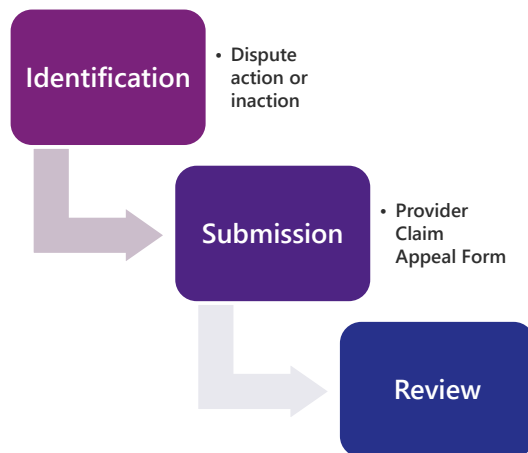 Identification
• Dispute
action or
inaction
Submission
• Provider
Claim
Appeal Form
Review